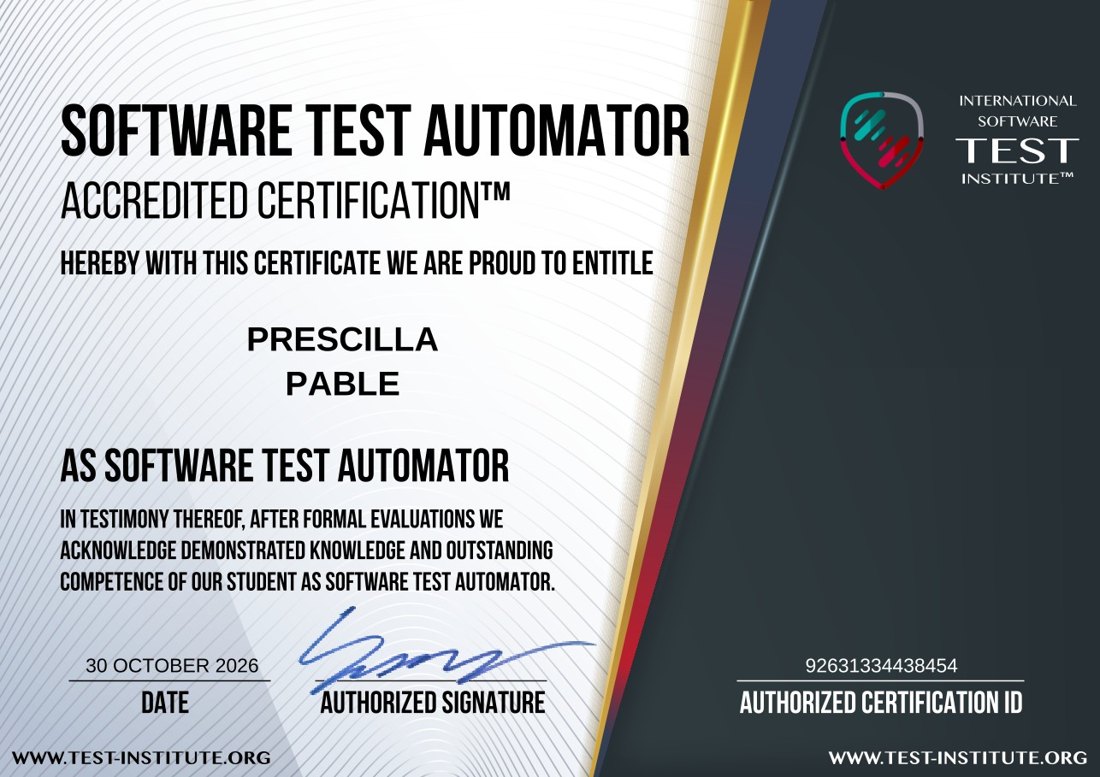 SOFTWARE TEST AUTOMATOR
ACCREDITED CERTIFICATION™
HEREBY WITH THIS CERTIFICATE WE ARE PROUD TO ENTITLE
PRESCILLA
PABLE
AS SOFTWARE TEST AUTOMATOR
IN TESTIMONY THEREOF, AFTER FORMAL EVALUATIONS WE
ACKNOWLEDGE DEMONSTRATED KNOWLEDGE AND OUTSTANDING
COMPETENCE OF OUR STUDENT AS SOFTWARE TEST AUTOMATOR.
30 OCTOBER 2026
DATE
AUTHORIZED SIGNATURE
WWW.TEST-INSTITUTE.ORG
INTERNATIONAL
SOFTWARE
TEST
INSTITUTE™
92631334438454
AUTHORIZED CERTIFICATION ID
WWW.TEST-INSTITUTE.ORG